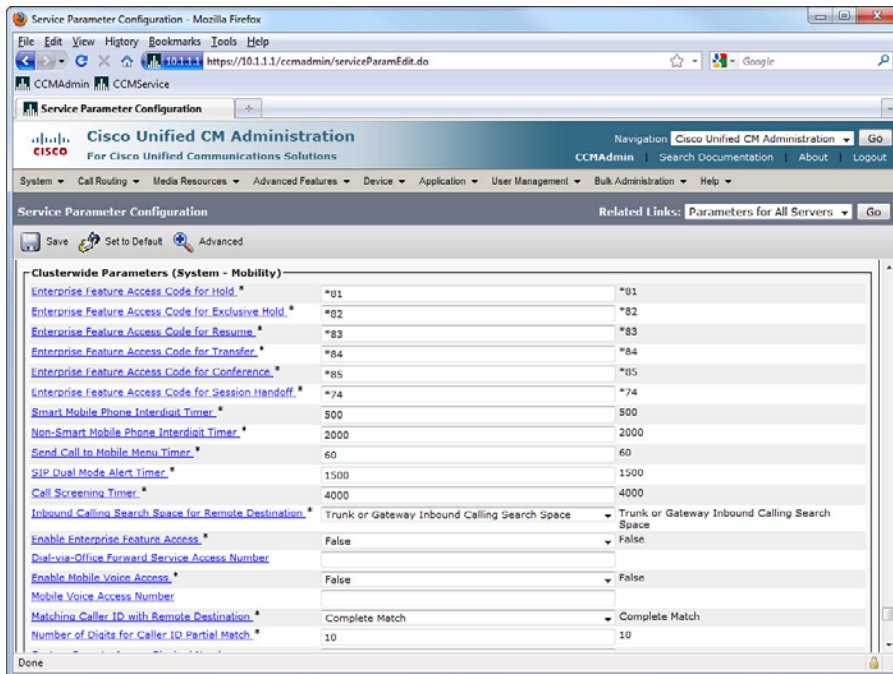 Service Parameter Configuration - Mozilla Firefox
File Edit View History Bookmarks Tools Help
10.1.1.1 https://10.1.1.1/ccmadmin/serviceParamEdit.do Google
CCMAdmin CCMService
Service Parameter Configuration
cisco Cisco Unified CM Administration Navigation Cisco Unified CM Administration Go
For Cisco Unified Communications Solutions CCMAdmin | Search Documentation | About | Logout
System Call Routing Media Resources Advanced Features Device Application User Management Bulk Administration Help
Service Parameter Configuration Related Links: Parameters for All Servers Go
Save Set to Default Advanced
Clusterwide Parameters (System - Mobility)
Enterprise Feature Access Code for Hold * *81 *81
Enterprise Feature Access Code for Exclusive Hold * *82 *82
Enterprise Feature Access Code for Resume * *83 *83
Enterprise Feature Access Code for Transfer * *84 *84
Enterprise Feature Access Code for Conference * *85 *85
Enterprise Feature Access Code for Session Handoff * *74 *74
Smart Mobile Phone Interdigit Timer * 500 500
Non-Smart Mobile Phone Interdigit Timer * 2000 2000
Send Call to Mobile Menu Timer * 60 60
SIP Dual Mode Alert Timer * 1500 1500
Call Screening Timer * 4000 4000
Inbound Calling Search Space for Remote Destination * Trunk or Gateway Inbound Calling Search Space Trunk or Gateway Inbound Calling Search
Space
Enable Enterprise Feature Access * False False
Dial-via-Office Forward Service Access Number
Enable Mobile Voice Access * False False
Mobile Voice Access Number
Matching Caller ID with Remote Destination * Complete Match Complete Match
Number of Digits for Caller ID Partial Match * 10 10
Done